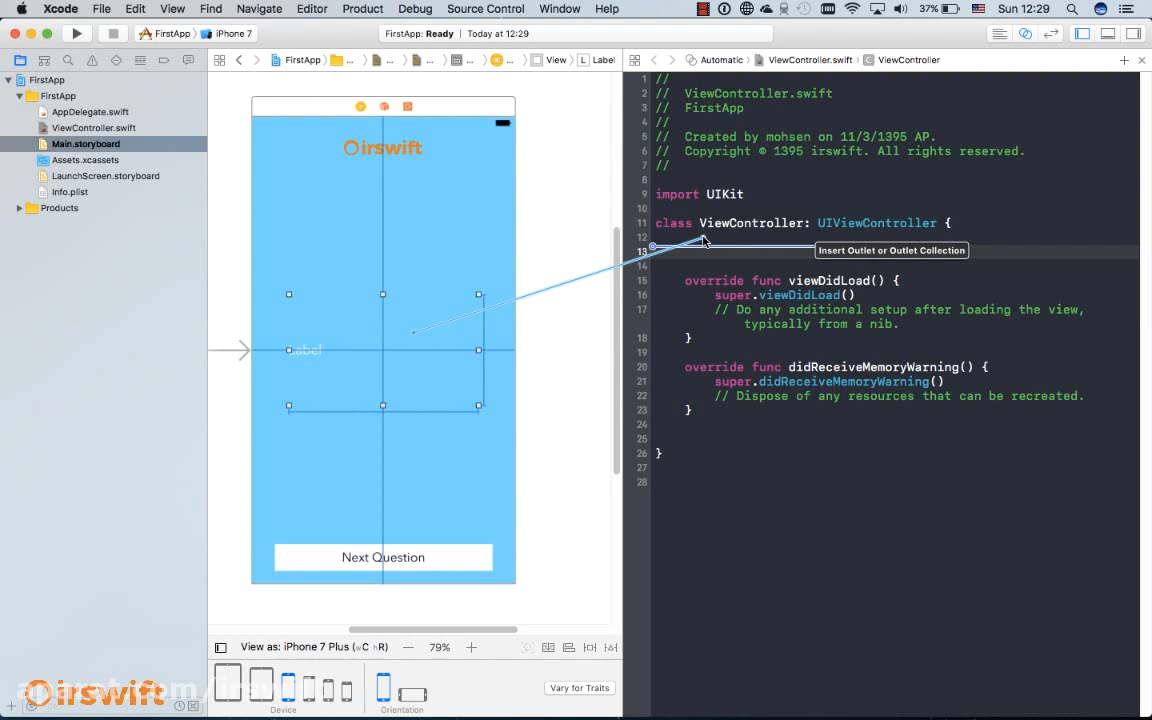 Xcode File Edit View Find Navigate Editor Product Debug Source Control Window Help 37% Sun 12:29
FirstApp iPhone 7 FirstApp: Ready | Today at 12:29
FirstApp ... ... ... ... View L Label
Automatic ViewController.swift ViewController
FirstApp
FirstApp
AppDelegate.swift
ViewController.swift
Main.storyboard
Assets.xcassets
LaunchScreen.storyboard
Info.plist
Products
irswift
Label
Next Question
1 //
2 // ViewController.swift
3 // FirstApp
4 //
5 // Created by mohsen on 11/3/1395 AP.
6 // Copyright © 1395 irswift. All rights reserved.
7 //
8
9 import UIKit
10
11 class ViewController: UIViewController {
12
13
Insert Outlet or Outlet Collection
14
15 override func viewDidLoad() {
16 super.viewDidLoad()
17 // Do any additional setup after loading the view,
typically from a nib.
18 }
19
20 override func didReceiveMemoryWarning() {
21 super.didReceiveMemoryWarning()
22 // Dispose of any resources that can be recreated.
23 }
24
25
26 }
27
28
View as: iPhone 7 Plus (wC hR) — 79% +
Device
Orientation
Vary for Traits
irswift